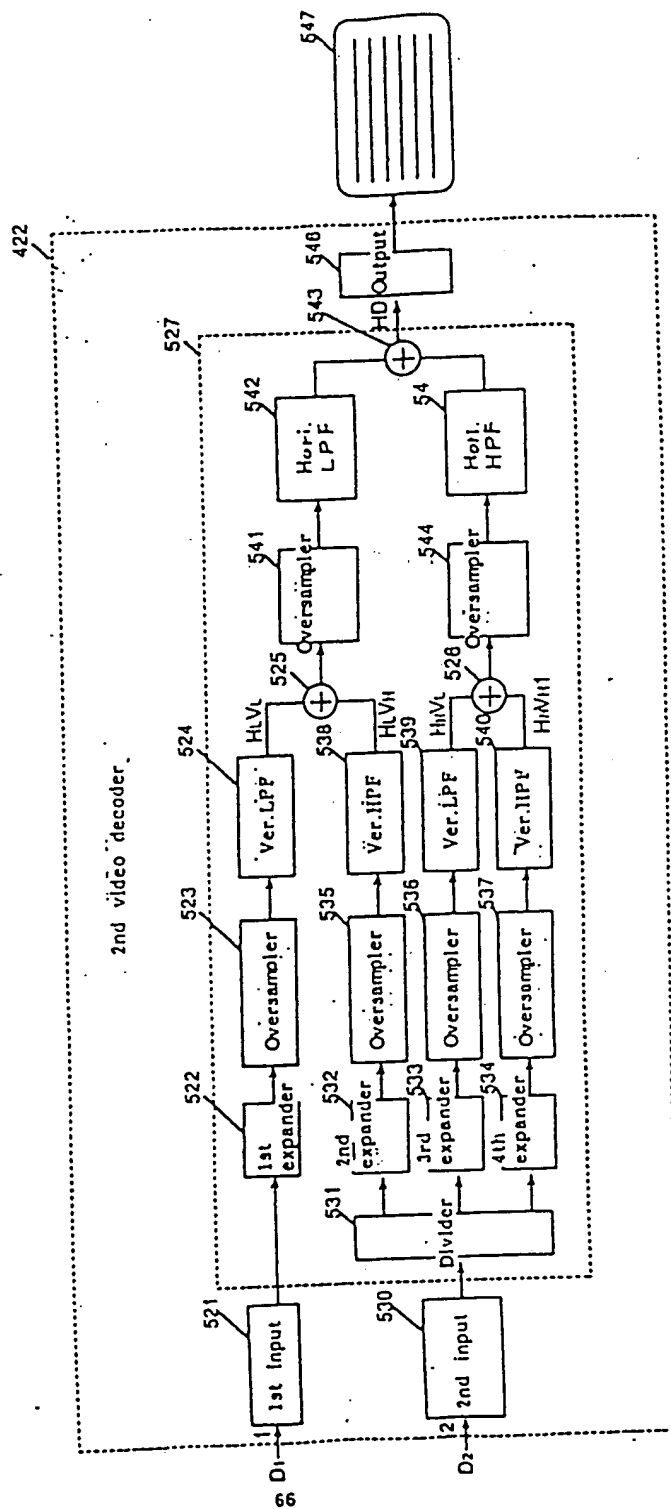 2nd video decoder
422
527
547
546
HD Output
543
542
Hori.
LPF
54
Hori.
HPF
541
Oversampler
544
Oversampler
525
528
HLVL
HLVH
HHVL
HHVH1
524
Ver.LPF
538
Ver.HPF
539
Ver.LPF
540
Ver.HPF
523
Oversampler
535
Oversampler
536
Oversampler
537
Oversampler
522
1st
expander
532
2nd
expander
533
3rd
expander
534
4th
expander
531
Divider
521
1st Input
530
2nd input
1
D1
2
D2
99